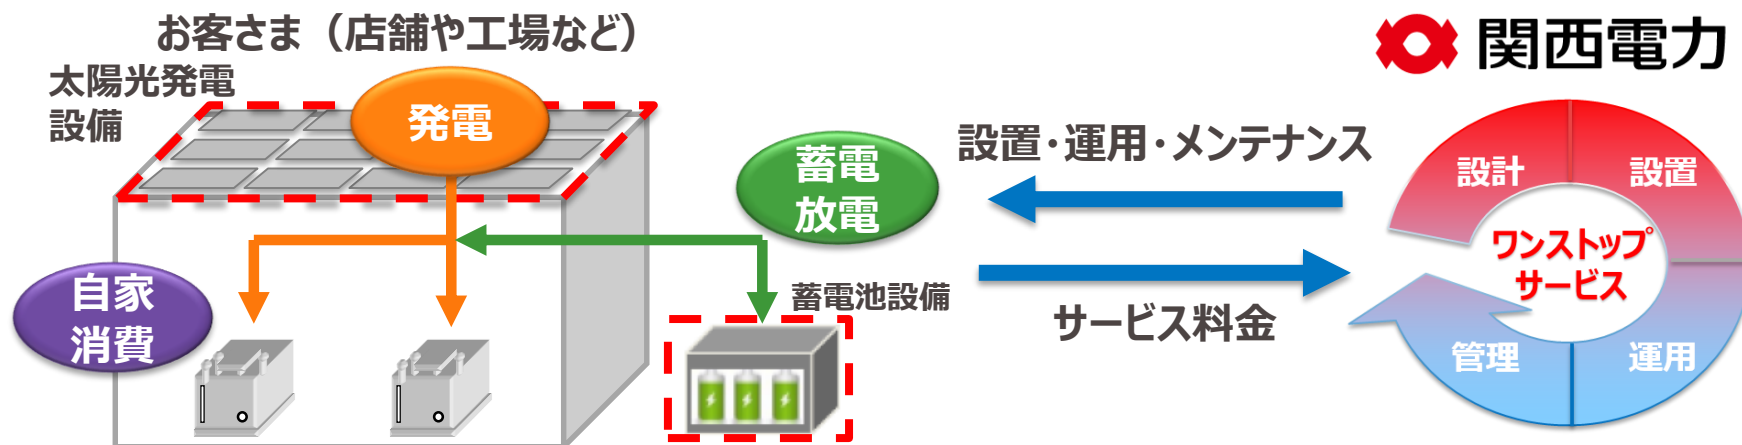 お客さま（店舗や工場など）
太陽光発電
設備
発電
蓄電
放電
自家
消費
蓄電池設備
設置・運用・メンテナンス
サービス料金
関西電力
設計
設置
ワンストップ
サービス
管理
運用